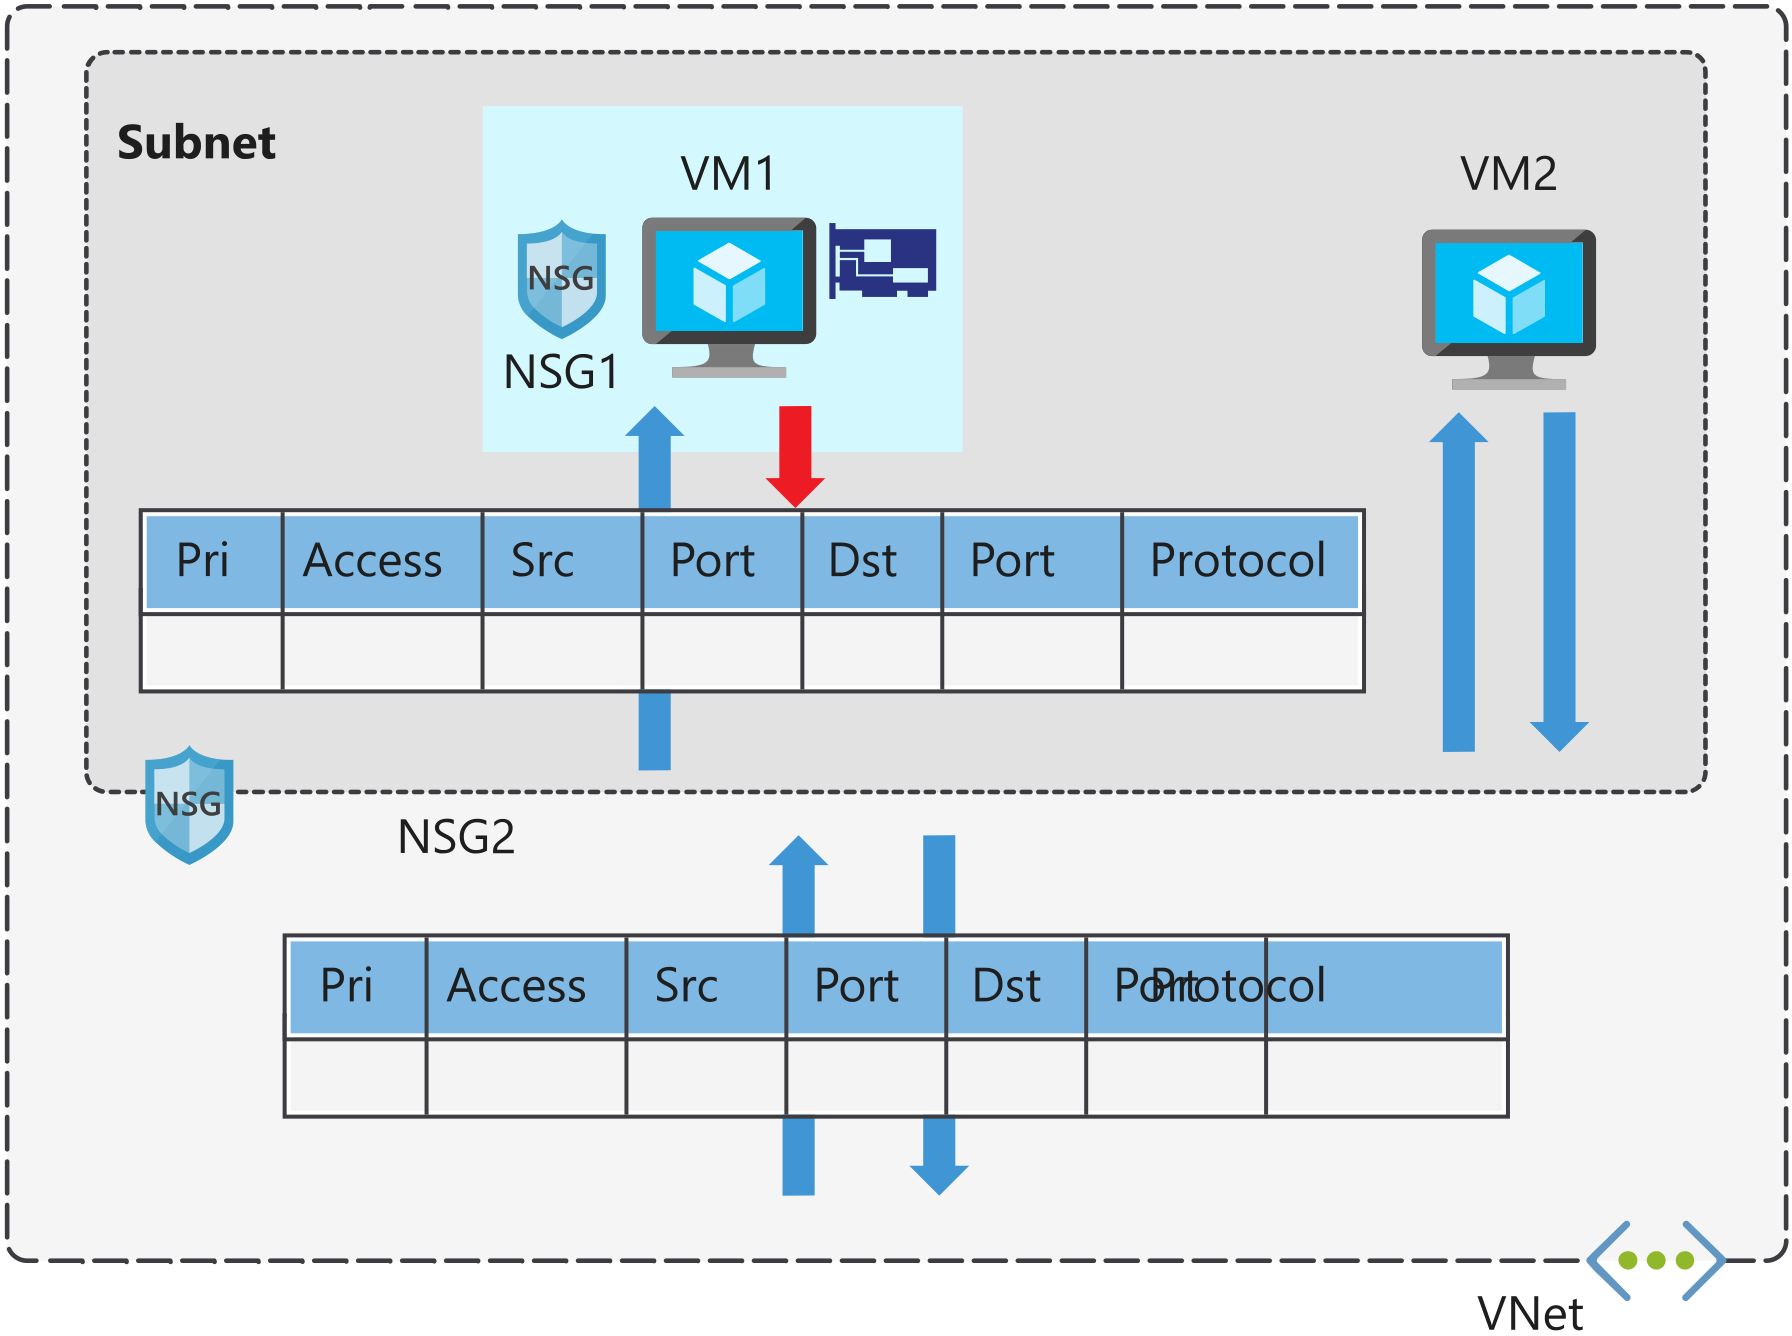 Subnet
VM1
VM2
NSG
NSG1
Pri Access Src Port Dst Port Protocol
NSG
NSG2
Pri Access Src Port Dst Port Protocol
VNet